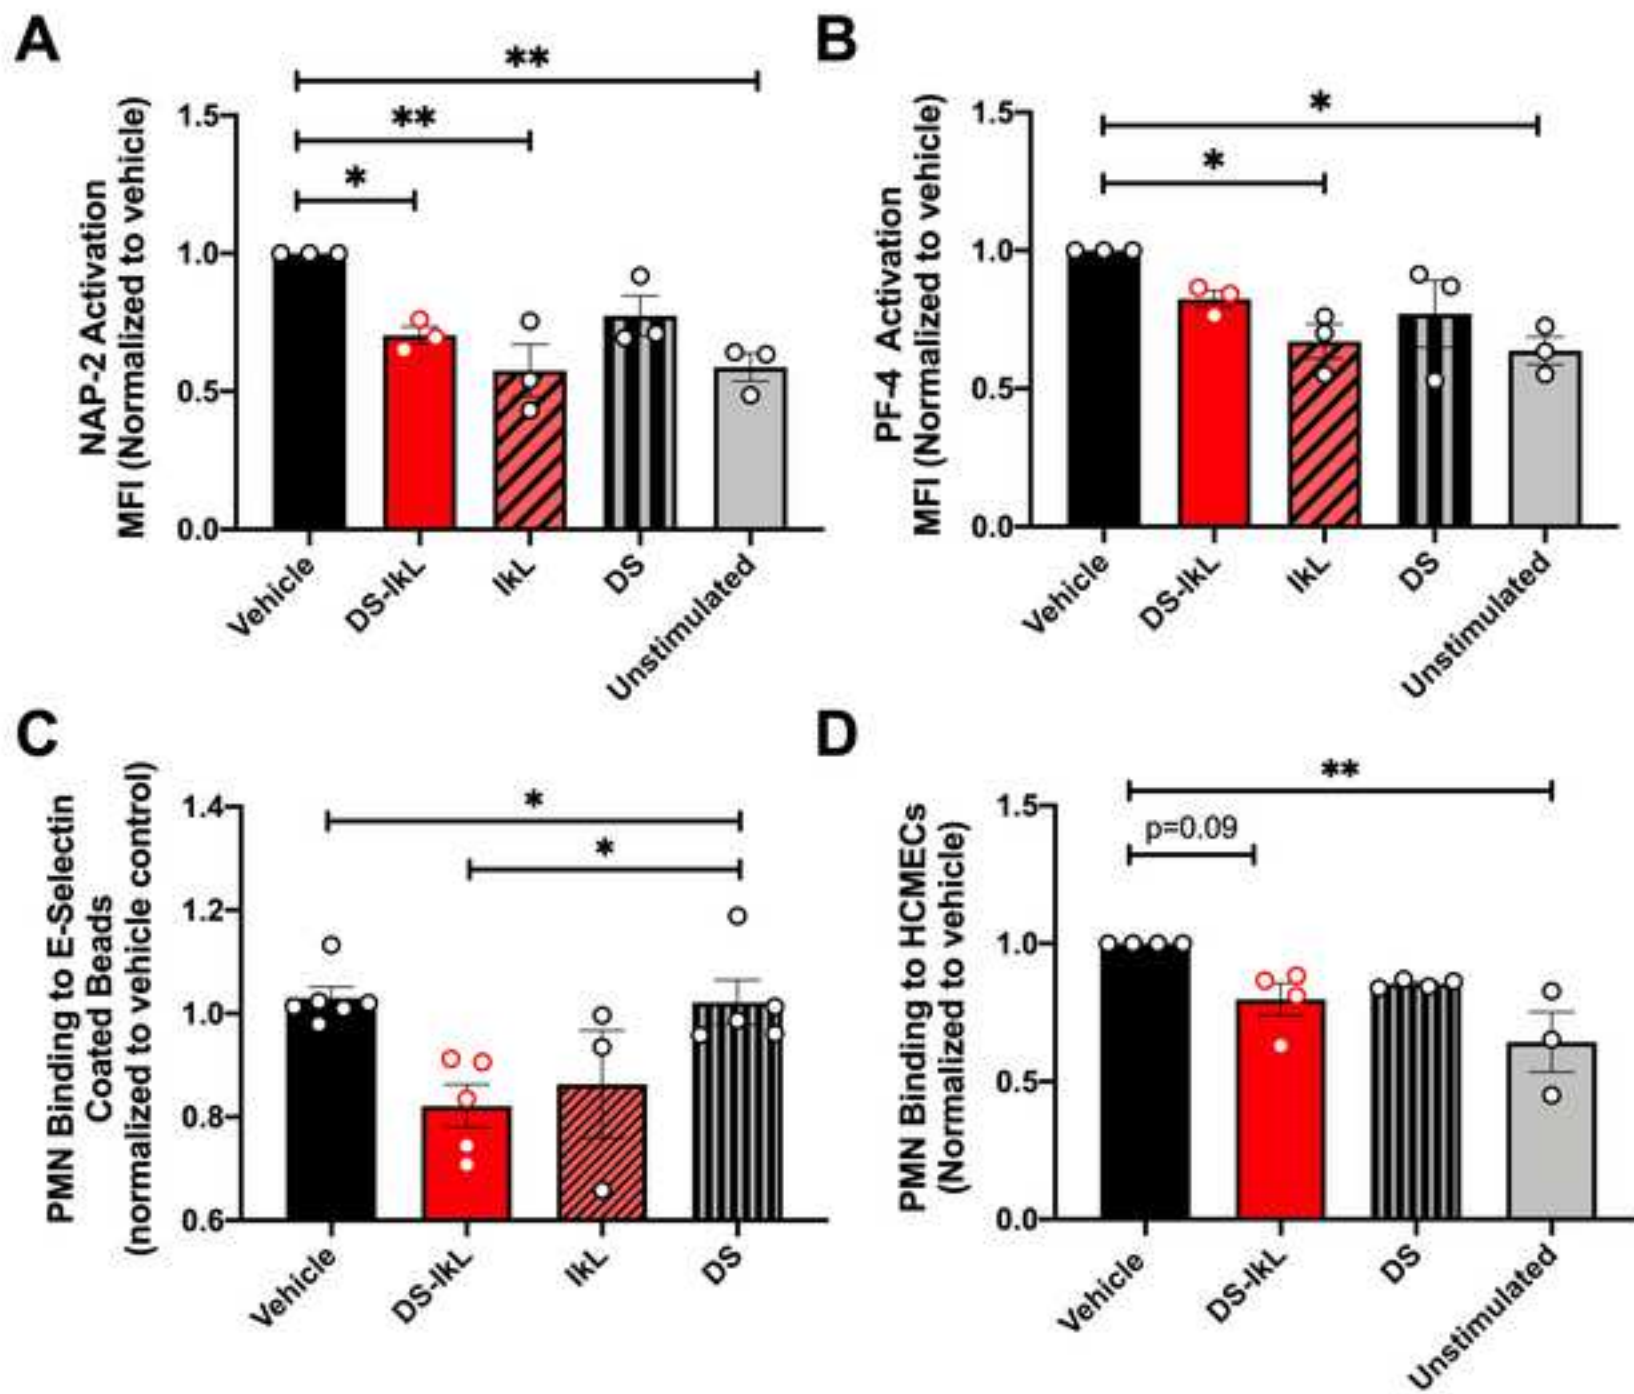 A
**
**
*
1.5
1.0
0.5
0.0
NAP-2 Activation
MFI (Normalized to vehicle)
Vehicle
DS-IkL
IkL
DS
Unstimulated
B
*
*
1.5
1.0
0.5
0.0
PF-4 Activation
MFI (Normalized to vehicle)
Vehicle
DS-IkL
IkL
DS
Unstimulated
C
*
*
1.4
1.2
1.0
0.8
0.6
PMN Binding to E-Selectin
Coated Beads
(normalized to vehicle control)
Vehicle
DS-IkL
IkL
DS
D
**
p=0.09
1.5
1.0
0.5
0.0
PMN Binding to HCMECs
(Normalized to vehicle)
Vehicle
DS-IkL
DS
Unstimulated